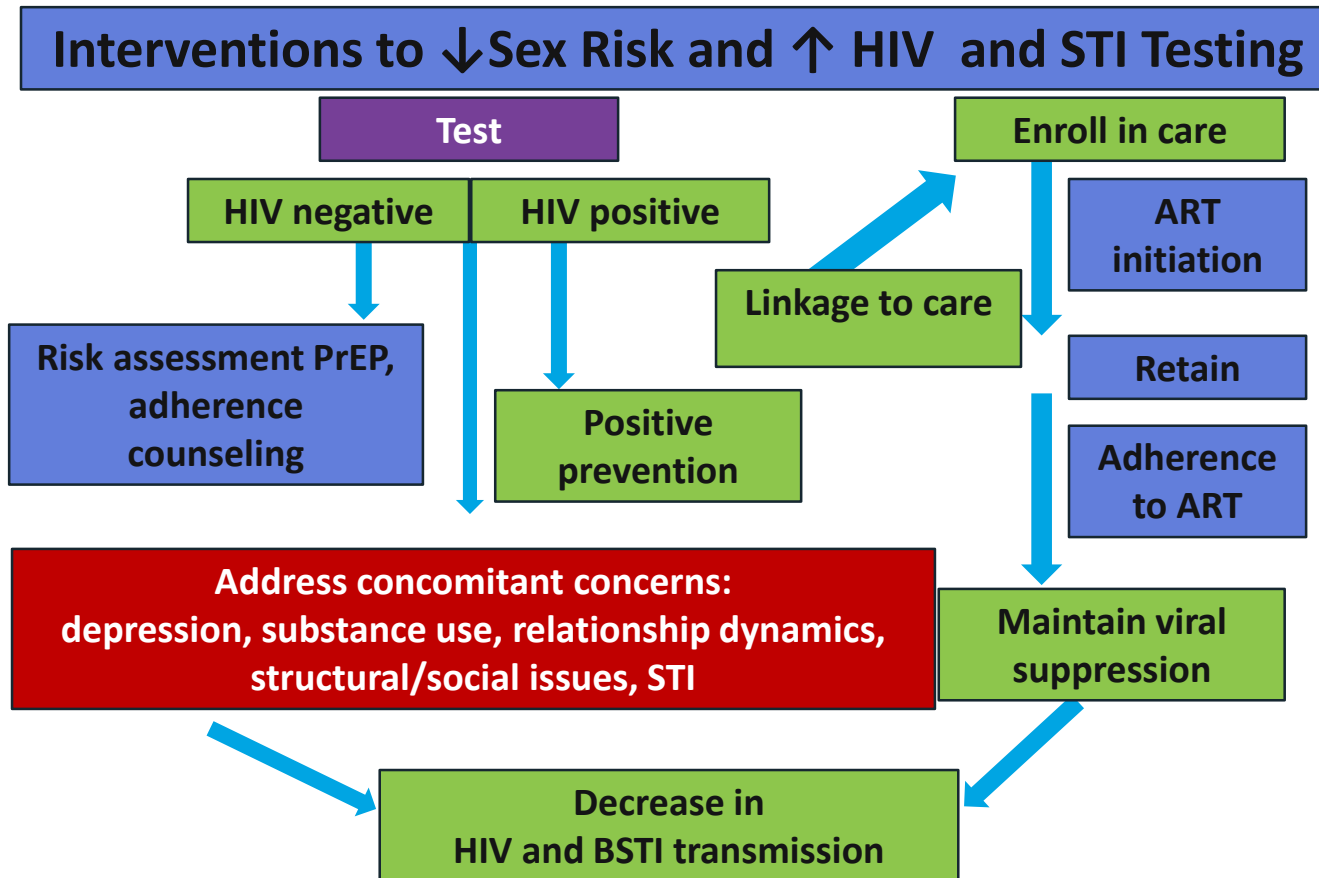 Interventions to ↓Sex Risk and ↑ HIV and STI Testing
Test
HIV negative
HIV positive
Risk assessment PrEP,
adherence
counseling
Positive
prevention
Linkage to care
Enroll in care
ART
initiation
Retain
Adherence
to ART
Maintain viral
suppression
Address concomitant concerns:
depression, substance use, relationship dynamics,
structural/social issues, STI
Decrease in
HIV and BSTI transmission